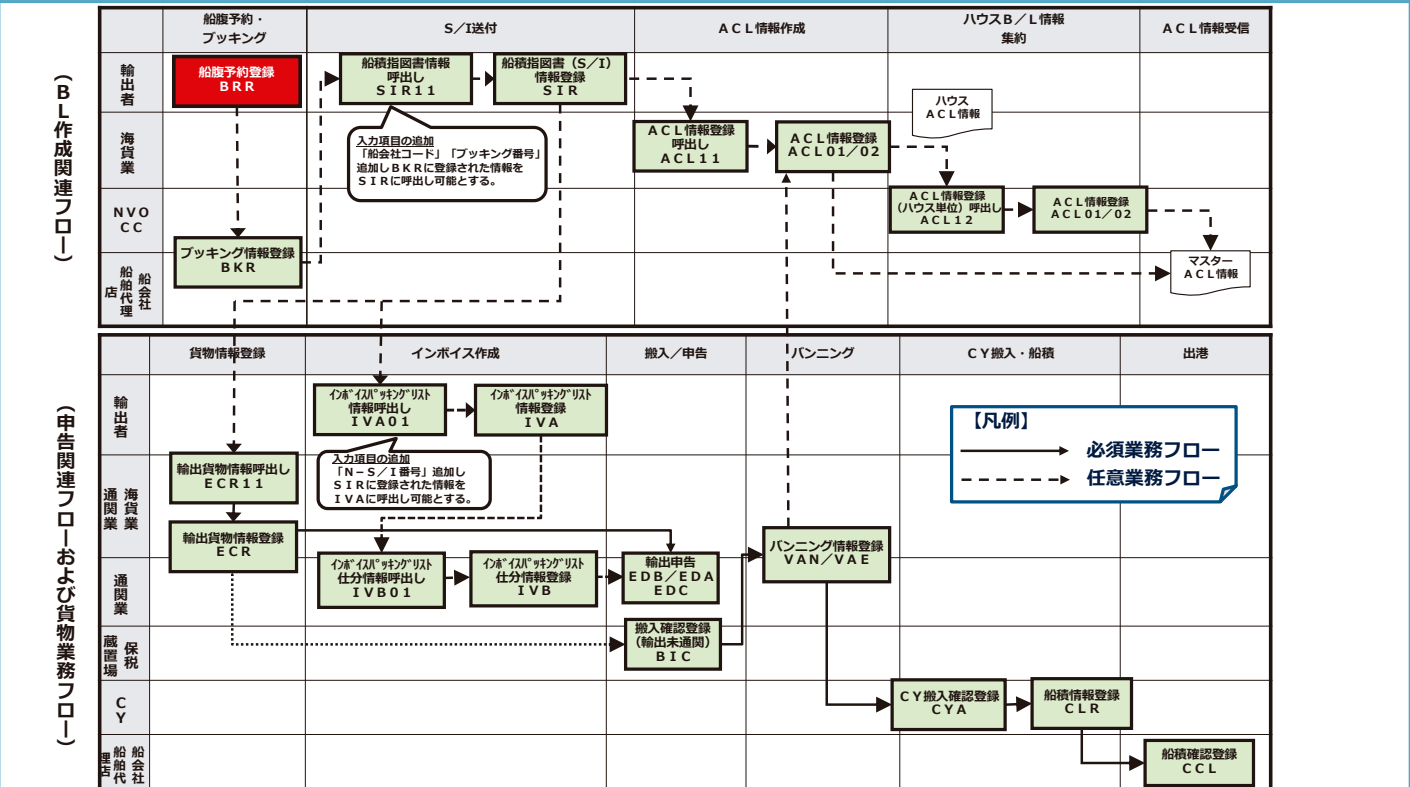 船腹予約・
ブッキング
S／I送付
ＡＣＬ情報作成
ハウスＢ／Ｌ情報
集約
ＡＣＬ情報受信
（ＢＬ作成関連フロー）
輸出者
海貨業
ＮＶＯ
ＣＣ
船会社
船舶代理店
船腹予約登録
ＢＲＲ
船積指図書情報
呼出し
ＳＩＲ１１
船積指図書（Ｓ／Ｉ）
情報登録
ＳＩＲ
入力項目の追加
「船会社コード」「ブッキング番号」
追加しＢＫＲに登録された情報を
ＳＩＲに呼出し可能とする。
ＡＣＬ情報登録
呼出し
ＡＣＬ１１
ＡＣＬ情報登録
ＡＣＬ０１／０２
ハウス
ＡＣＬ情報
ＡＣＬ情報登録
（ハウス単位）呼出し
ＡＣＬ１２
ＡＣＬ情報登録
ＡＣＬ０１／０２
ブッキング情報登録
ＢＫＲ
マスター
ＡＣＬ情報
貨物情報登録
インボイス作成
搬入／申告
バンニング
ＣＹ搬入・船積
出港
（申告関連フローおよび貨物業務フロー）
輸出者
海貨業
通関業
通関業
保税
蔵置場
ＣＹ
船会社
船舶代理店
ｲﾝﾎﾞｲｽﾊﾟｯｷﾝｸﾞﾘｽﾄ
情報呼出し
ＩＶＡ０１
ｲﾝﾎﾞｲｽﾊﾟｯｷﾝｸﾞﾘｽﾄ
情報登録
ＩＶＡ
【凡例】
必須業務フロー
任意業務フロー
入力項目の追加
「Ｎ－Ｓ／Ｉ番号」追加し
ＳＩＲに登録された情報を
ＩＶＡに呼出し可能とする。
輸出貨物情報呼出し
ＥＣＲ１１
輸出貨物情報登録
ＥＣＲ
ｲﾝﾎﾞｲｽﾊﾟｯｷﾝｸﾞﾘｽﾄ
仕分情報呼出し
ＩＶＢ０１
ｲﾝﾎﾞｲｽﾊﾟｯｷﾝｸﾞﾘｽﾄ
仕分情報登録
ＩＶＢ
輸出申告
ＥＤＢ／ＥＤＡ
ＥＤＣ
バンニング情報登録
ＶＡＮ／ＶＡＥ
搬入確認登録
（輸出未通関）
ＢＩＣ
ＣＹ搬入確認登録
ＣＹＡ
船積情報登録
ＣＬＲ
船積確認登録
ＣＣＬ